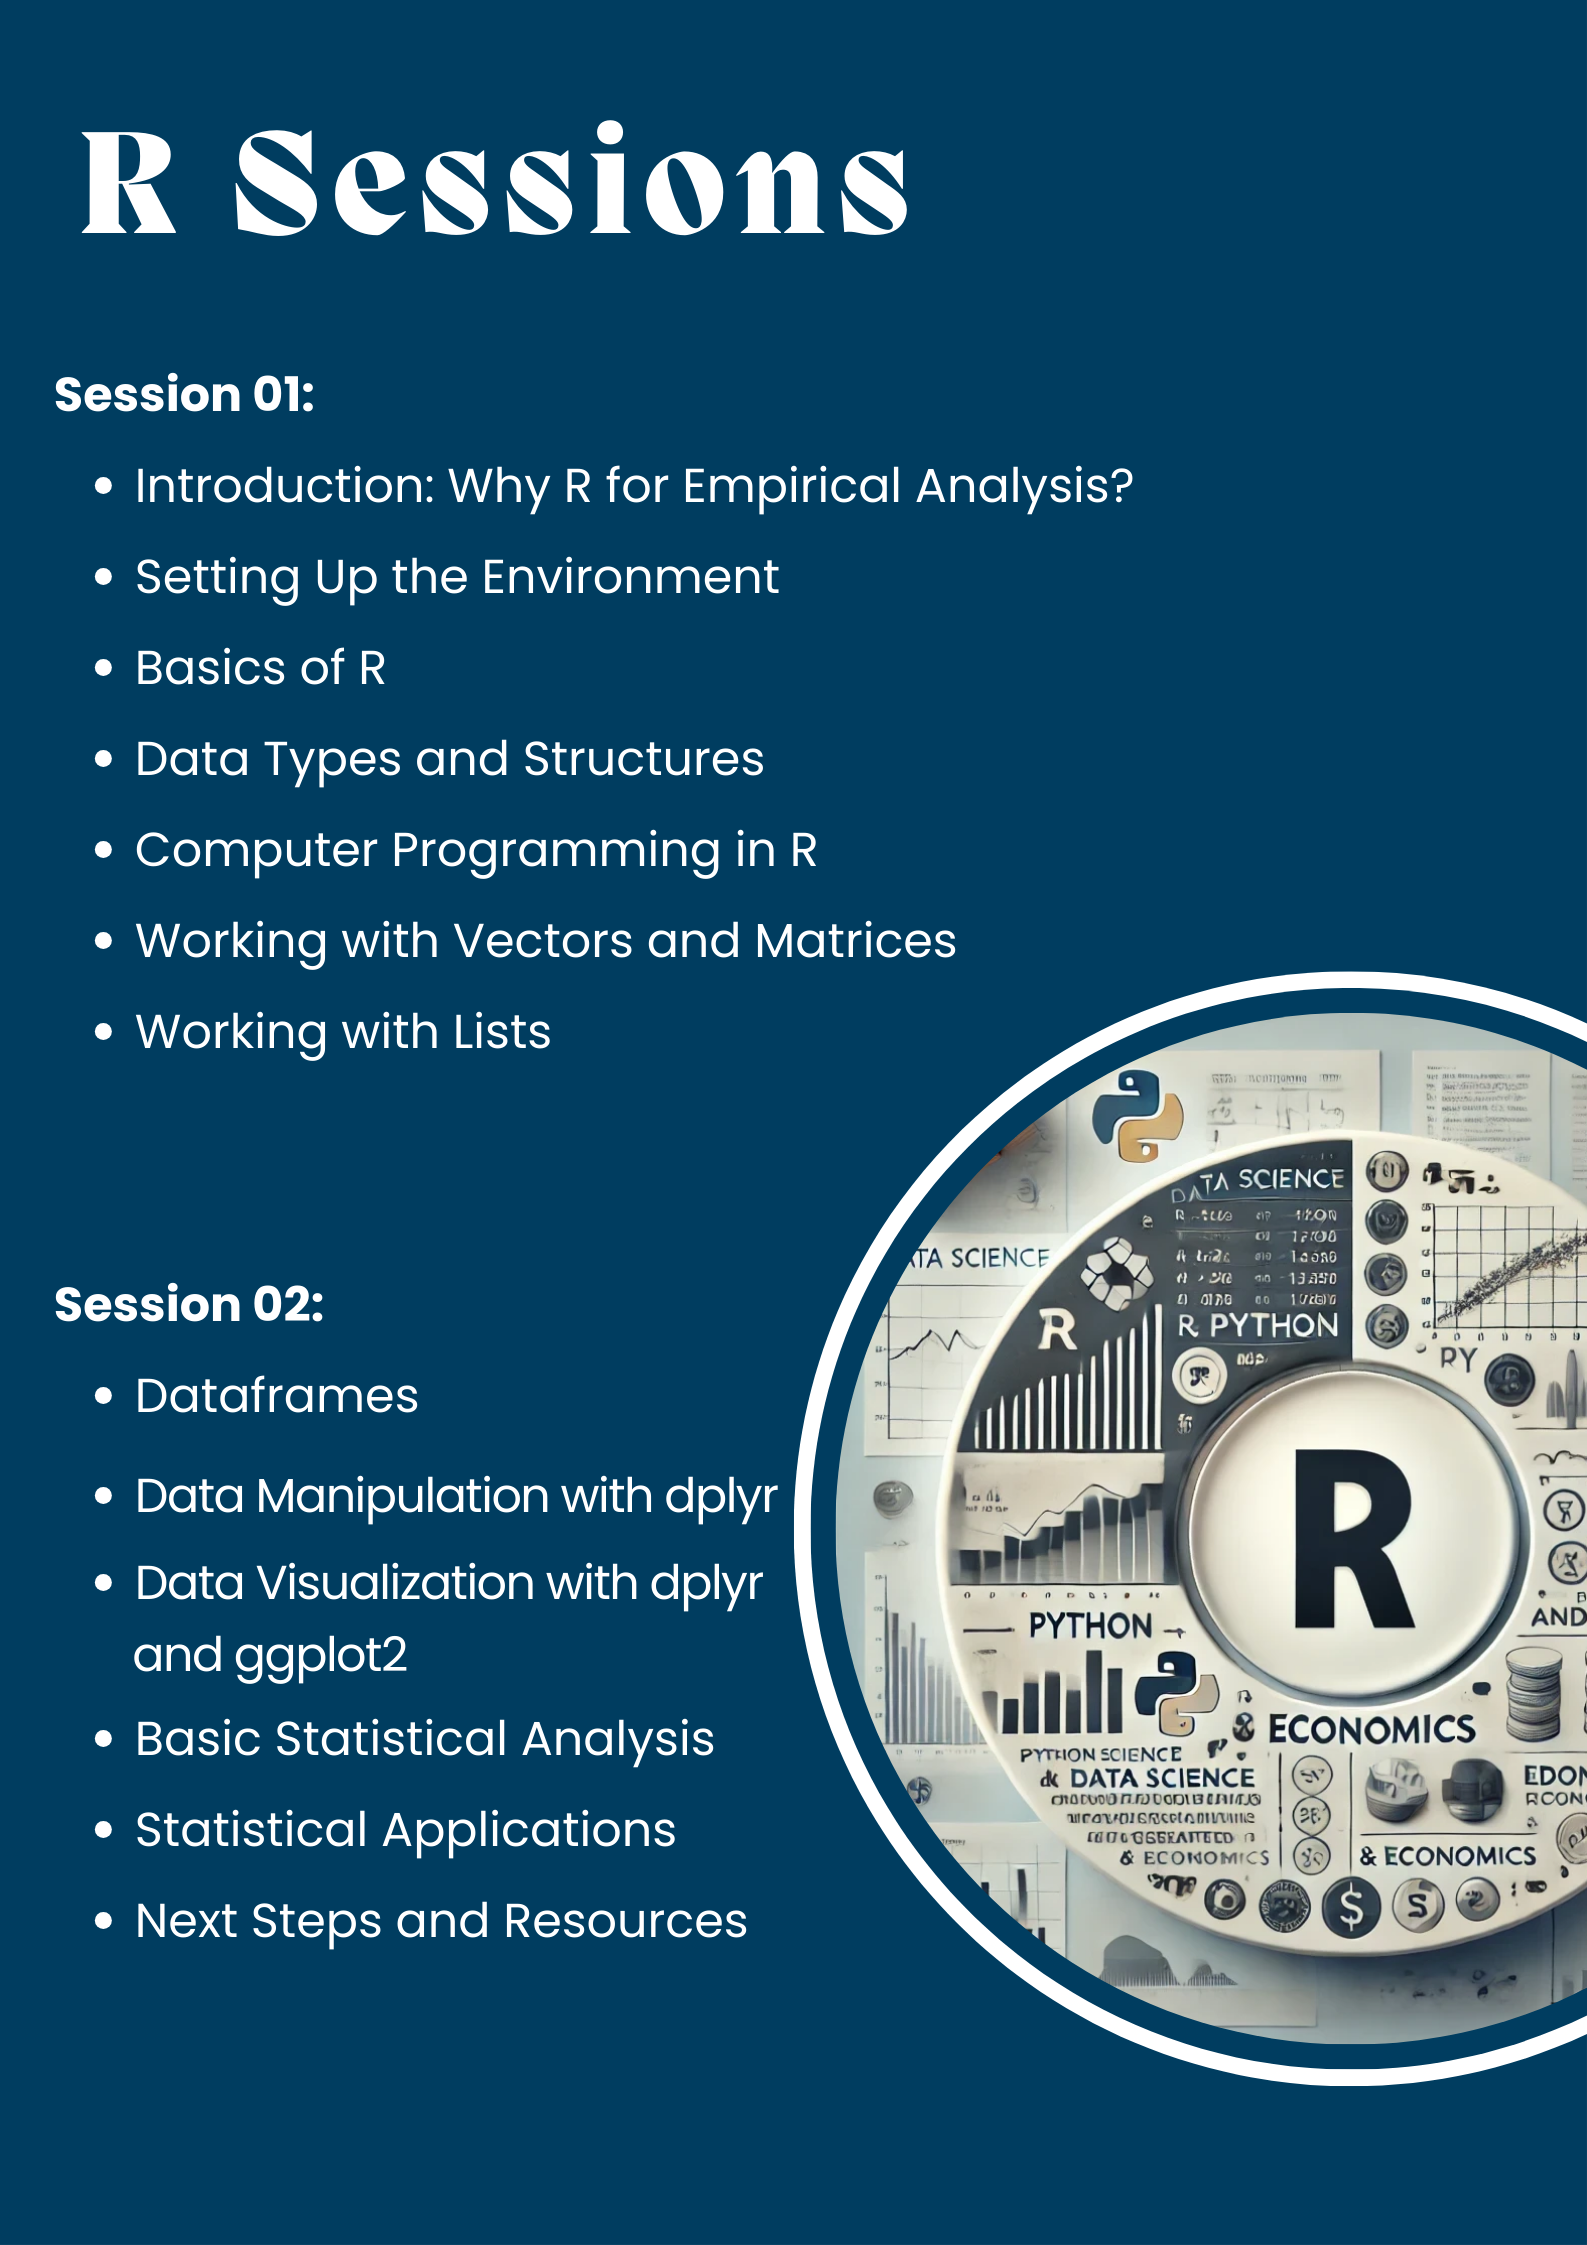 R Sessions
Session 01:
Introduction: Why R for Empirical Analysis?
Setting Up the Environment
Basics of R
Data Types and Structures
Computer Programming in R
Working with Vectors and Matrices
Working with Lists
Session 02:
Dataframes
Data Manipulation with dplyr
Data Visualization with dplyr
and ggplot2
Basic Statistical Analysis
Statistical Applications
Next Steps and Resources
DATA SCIENCE
ATA SCIENCE
R
R PYTHON
PY
R
PYTHON
AND
ECONOMICS
PYTHION SCIENCE
& DATA SCIENCE
EDON
& ECONOMICS
& ECONOMICS
$
S